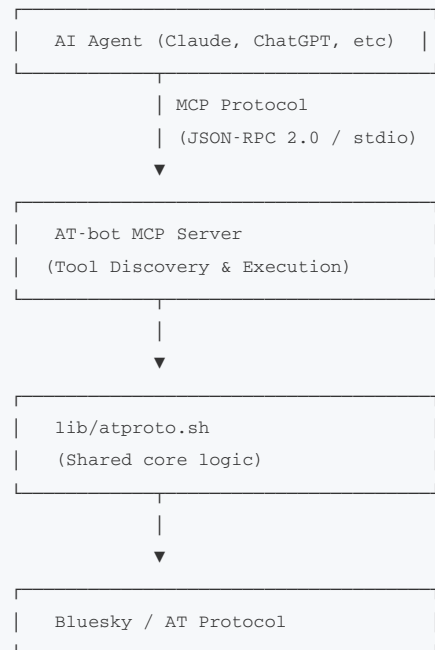 AI Agent (Claude, ChatGPT, etc)
MCP Protocol
(JSON-RPC 2.0 / stdio)
AT-bot MCP Server
(Tool Discovery & Execution)
lib/atproto.sh
(Shared core logic)
Bluesky / AT Protocol